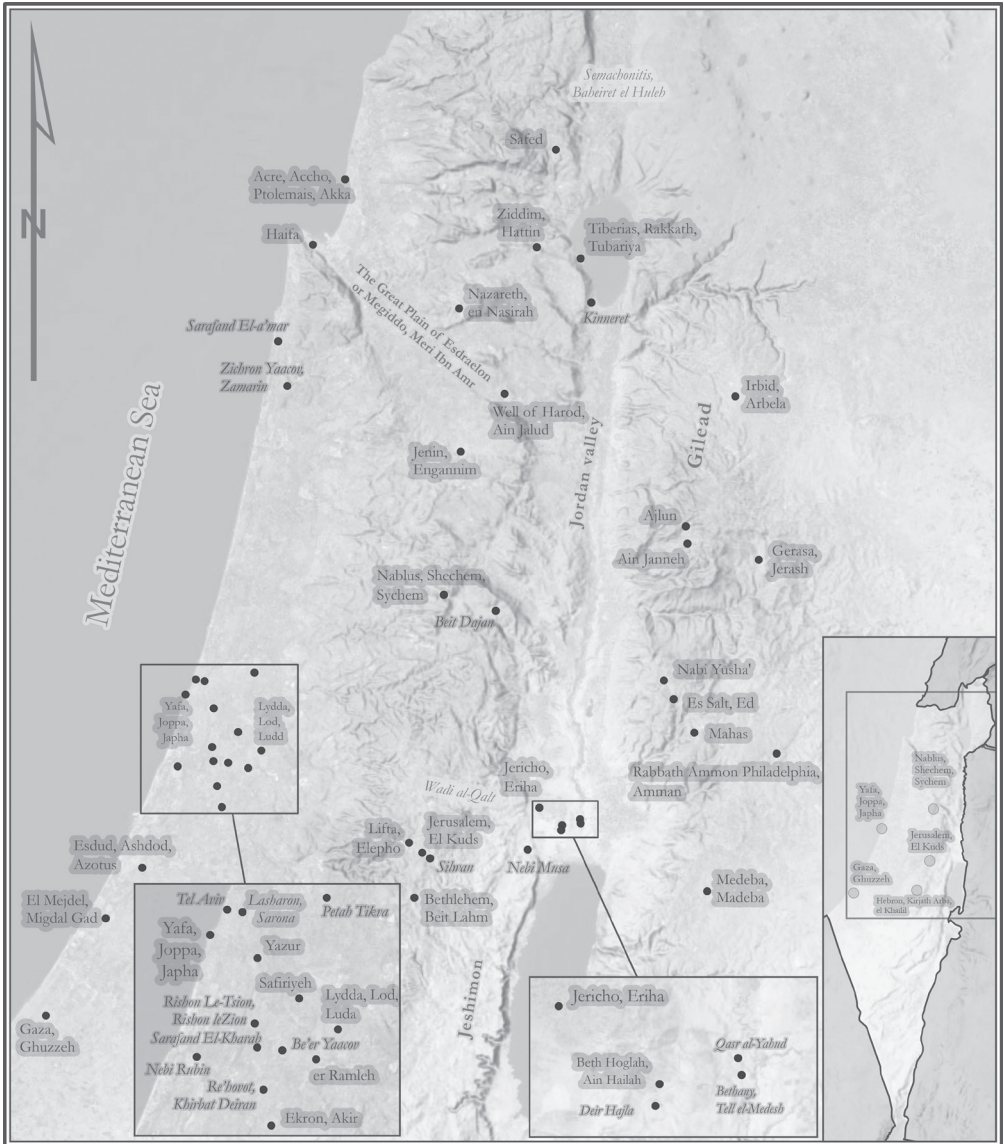 Semachonitis,
Baheiret el Huleh
Safed
Acre, Accho,
Ptolemais, Akka
N
Haifa
Ziddim,
Hattin
Tiberias, Rakkath,
Tubariya
The Great Plain of Esdraelon
or Megiddo, Meri Ibn Amr
Nazareth,
en Nasirah
Kinneret
Sarafand El-a'mar
Zichron Yaacov,
Zamarin
Irbid,
Arbela
Well of Harod,
Ain Jalud
Jenin,
Engannim
Mediterranean Sea
Jordan valley
Gilead
Ajlun
Ain Janneh
Gerasa,
Jerash
Nablus, Shechem,
Sychem
Beit Dajan
Nabi Yusha'
Es Salt, Ed
Mahas
Rabbath Ammon Philadelphia,
Amman
Yafa,
Joppa,
Japha
Lydda,
Lod,
Ludd
Jericho,
Eriha
Wadi al-Qalt
Lifta,
Elepho
Jerusalem,
El Kuds
Silwan
Nebi Musa
Esdud, Ashdod,
Azotus
El Mejdel,
Migdal Gad
Bethlehem,
Beit Lahm
Medeba,
Madeba
Jeshimon
Gaza,
Ghuzzeh
Tel Aviv
Lasharon,
Sarona
Petah Tikra
Yafa,
Joppa,
Japha
Yazur
Safiriyeh
Rishon Le-Tsion,
Rishon leZion
Lydda, Lod,
Luda
Sarafand El-Kharab
Be'er Yaacov
Nebi Rubin
er Ramleh
Re'hovot,
Khirbat Deiran
Ekron, Akir
Jericho, Eriha
Beth Hoglah,
Ain Hailah
Deir Hajla
Qasr al-Yahud
Bethany,
Tell el-Medesh
Nablus,
Shechem,
Sychem
Yafa,
Joppa,
Japha
Jerusalem,
El Kuds
Gaza,
Ghuzzeh
Hebron, Kirjath Arba,
el Khulil